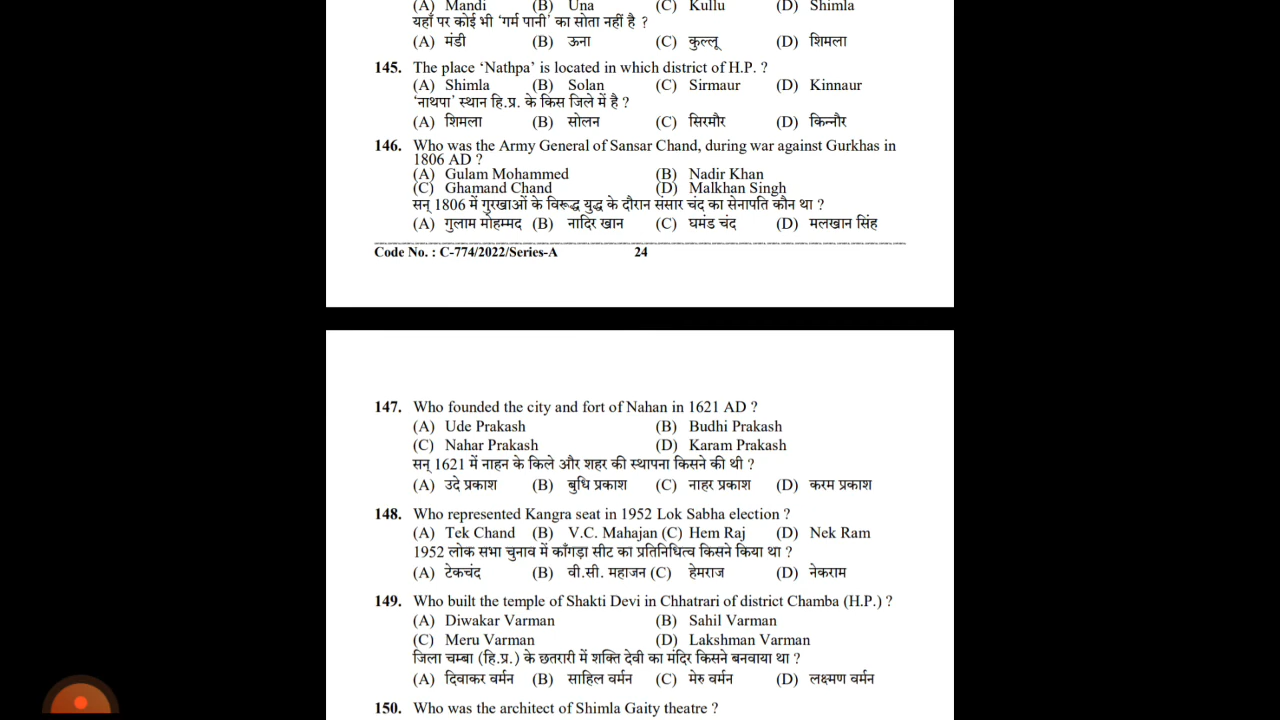 (A) Mandi (B) Una (C) Kullu (D) Shimla
यहाँ पर कोई भी ‘गर्म पानी’ का सोता नहीं है ?
(A) मंडी (B) ऊना (C) कुल्लू (D) शिमला
145. The place ‘Nathpa’ is located in which district of H.P. ?
(A) Shimla (B) Solan (C) Sirmaur (D) Kinnaur
‘नाथपा’ स्थान हि.प्र. के किस जिले में है ?
(A) शिमला (B) सोलन (C) सिरमौर (D) किन्नौर
146. Who was the Army General of Sansar Chand, during war against Gurkhas in
1806 AD ?
(A) Gulam Mohammed (B) Nadir Khan
(C) Ghamand Chand (D) Malkhan Singh
सन् 1806 में गुरखाओं के विरूद्ध युद्ध के दौरान संसार चंद का सेनापति कौन था ?
(A) गुलाम मोहम्मद (B) नादिर खान (C) घमंड चंद (D) मलखान सिंह
Code No. : C-774/2022/Series-A 24
147. Who founded the city and fort of Nahan in 1621 AD ?
(A) Ude Prakash (B) Budhi Prakash
(C) Nahar Prakash (D) Karam Prakash
सन् 1621 में नाहन के किले और शहर की स्थापना किसने की थी ?
(A) उदे प्रकाश (B) बुधि प्रकाश (C) नाहर प्रकाश (D) करम प्रकाश
148. Who represented Kangra seat in 1952 Lok Sabha election ?
(A) Tek Chand (B) V.C. Mahajan (C) Hem Raj (D) Nek Ram
1952 लोक सभा चुनाव में काँगड़ा सीट का प्रतिनिधित्व किसने किया था ?
(A) टेकचंद (B) वी.सी. महाजन (C) हेमराज (D) नेकराम
149. Who built the temple of Shakti Devi in Chhatrari of district Chamba (H.P.) ?
(A) Diwakar Varman (B) Sahil Varman
(C) Meru Varman (D) Lakshman Varman
जिला चम्बा (हि.प्र.) के छतरारी में शक्ति देवी का मंदिर किसने बनवाया था ?
(A) दिवाकर वर्मन (B) साहिल वर्मन (C) मेरु वर्मन (D) लक्ष्मण वर्मन
150. Who was the architect of Shimla Gaity theatre ?